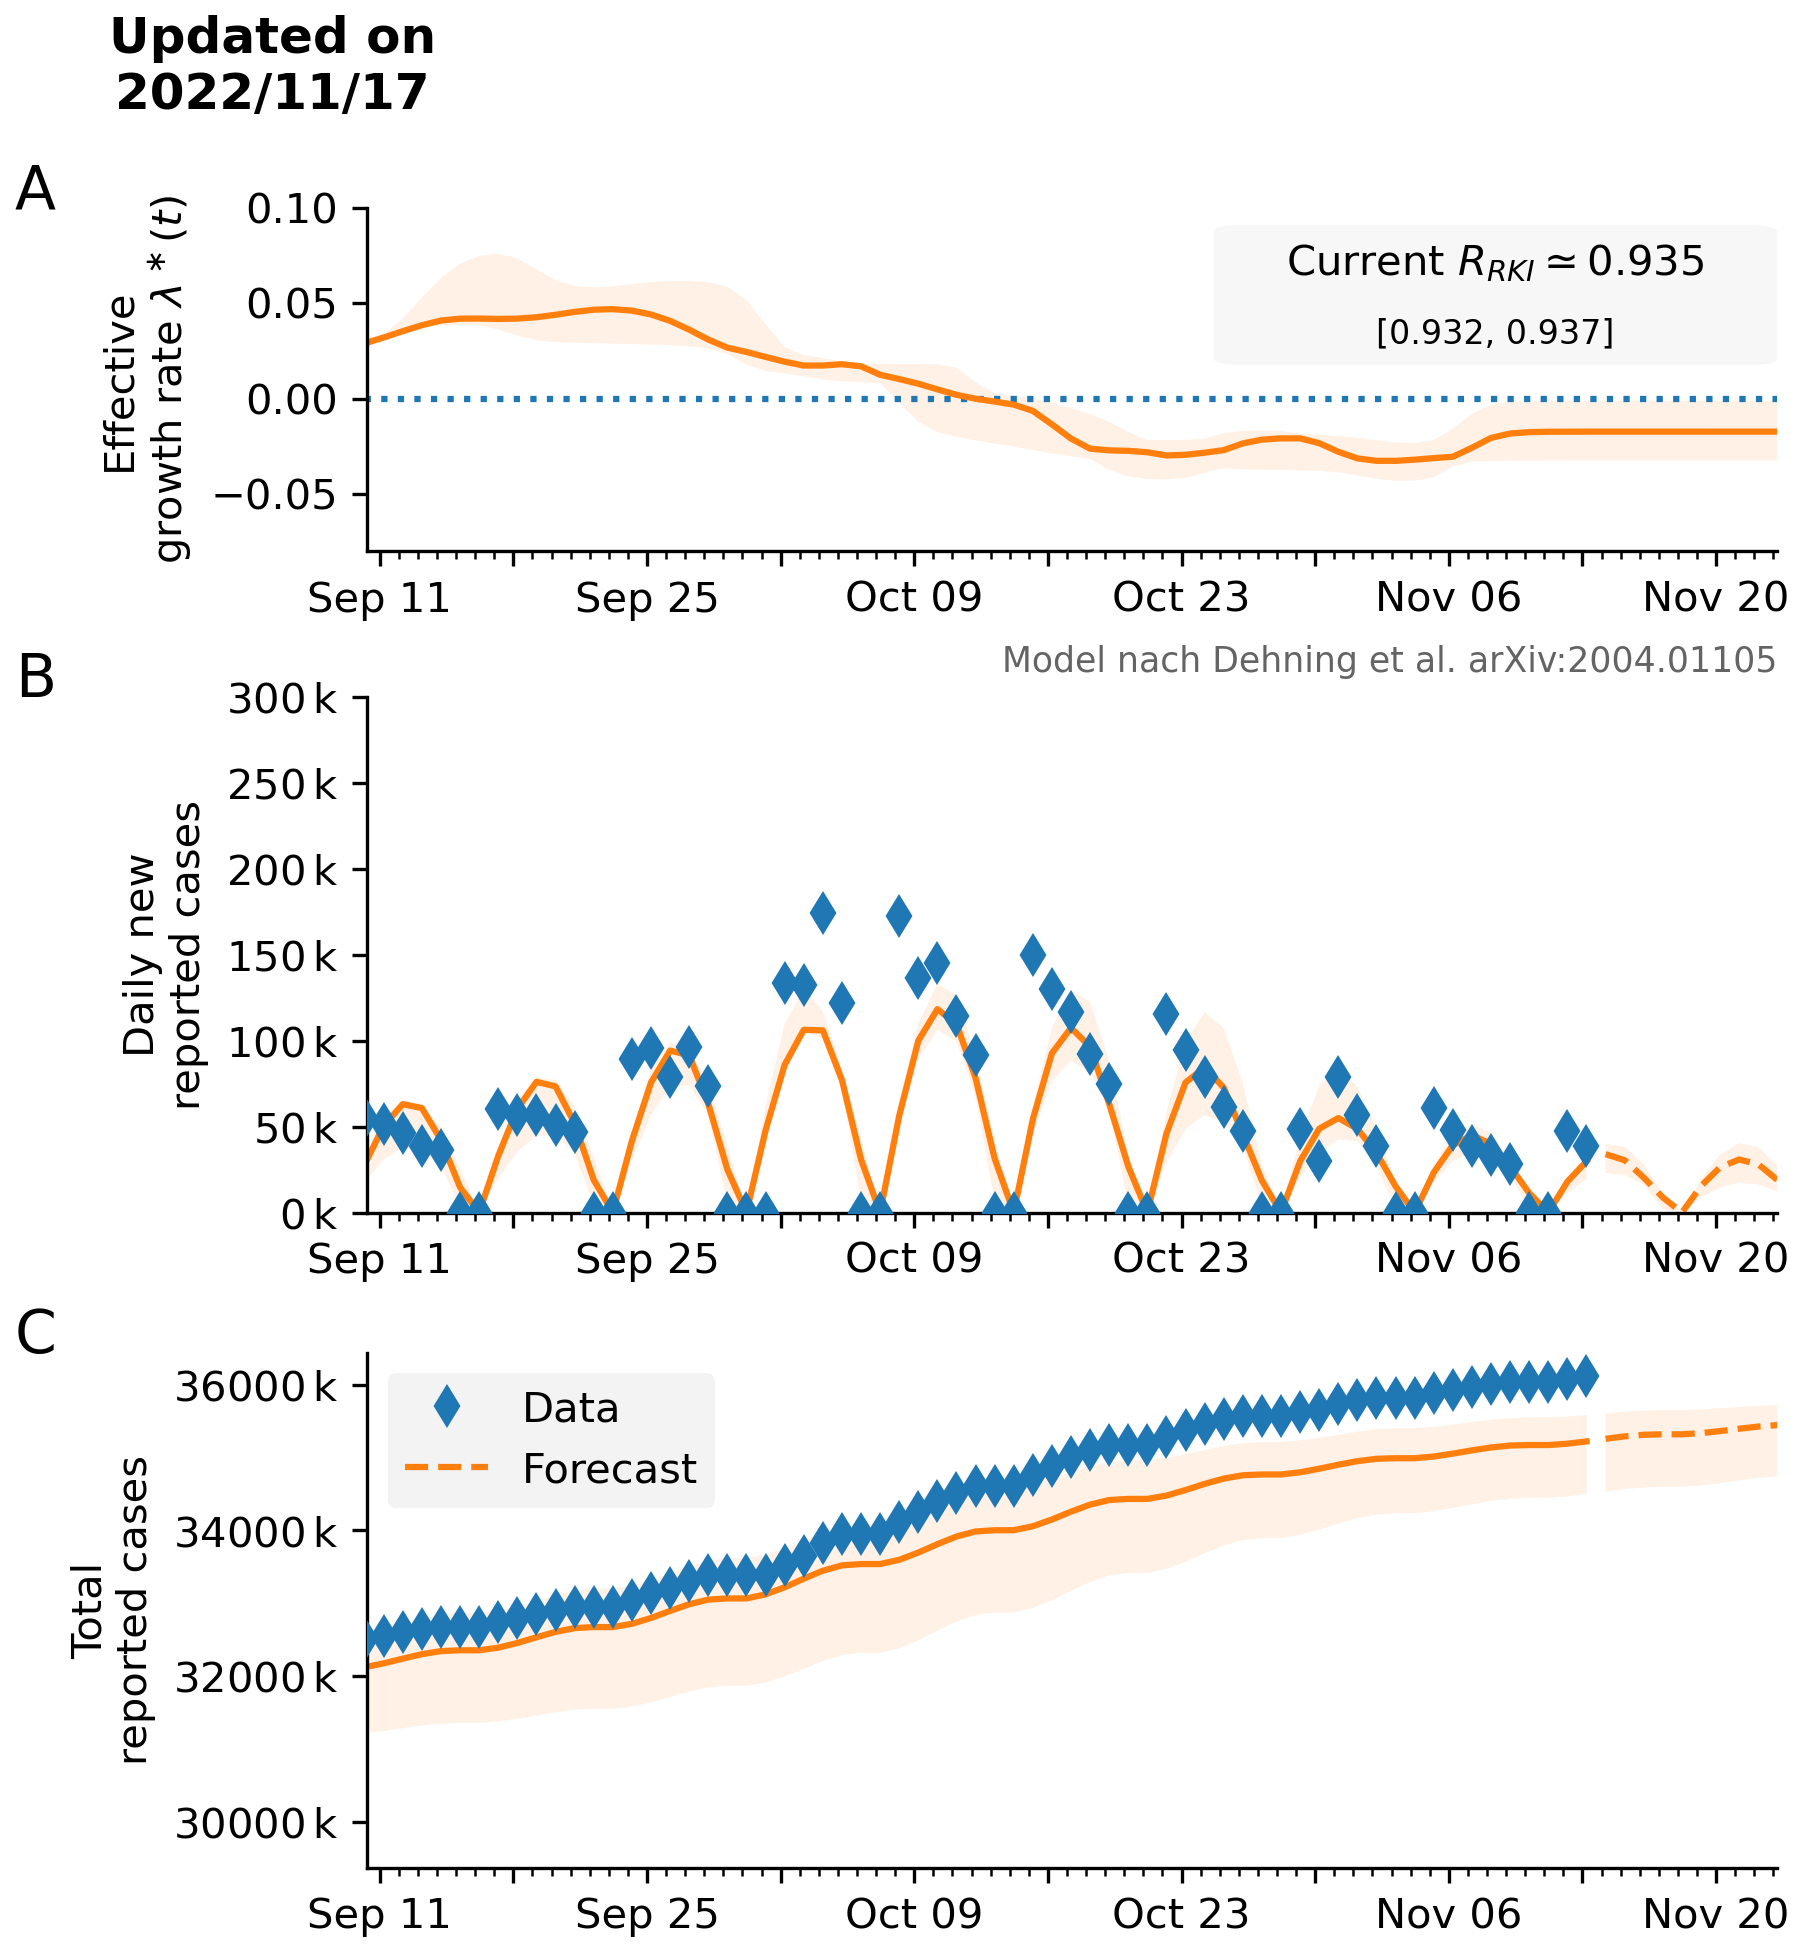 Updated on
2022/11/17
A
Effective
growth rate λ * (t)
0.10
0.05
0.00
−0.05
Current R_RKI ≃ 0.935
[0.932, 0.937]
Sep 11
Sep 25
Oct 09
Oct 23
Nov 06
Nov 20
B
Model nach Dehning et al. arXiv:2004.01105
Daily new
reported cases
300 k
250 k
200 k
150 k
100 k
50 k
0 k
Sep 11
Sep 25
Oct 09
Oct 23
Nov 06
Nov 20
C
Total
reported cases
36000 k
34000 k
32000 k
30000 k
Data
Forecast
Sep 11
Sep 25
Oct 09
Oct 23
Nov 06
Nov 20